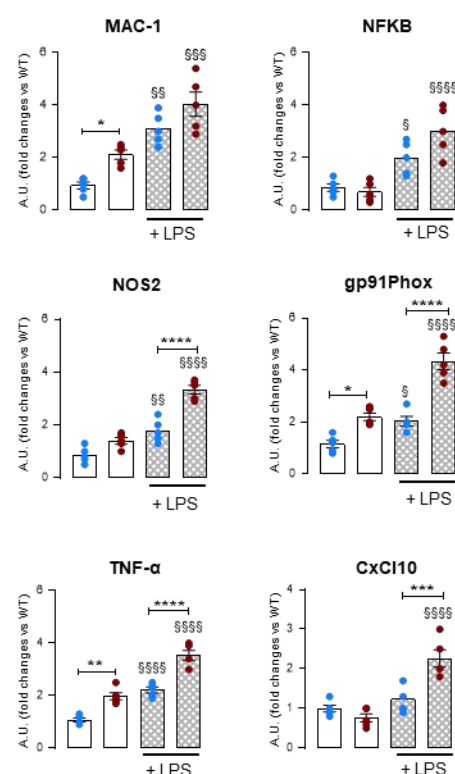 MAC-1
A.U. (fold changes vs WT)
6
4
2
0
*
§§
§§§
+ LPS
NFKB
A.U. (fold changes vs WT)
6
4
2
0
§
§§§§
+ LPS
NOS2
A.U. (fold changes vs WT)
6
4
2
0
§§
****
§§§§
+ LPS
gp91Phox
A.U. (fold changes vs WT)
6
4
2
0
*
§
****
§§§§
+ LPS
TNF-α
A.U. (fold changes vs WT)
6
4
2
0
**
§§§§
****
§§§§
+ LPS
CxCl10
A.U. (fold changes vs WT)
4
3
2
1
0
***
§§§§
+ LPS